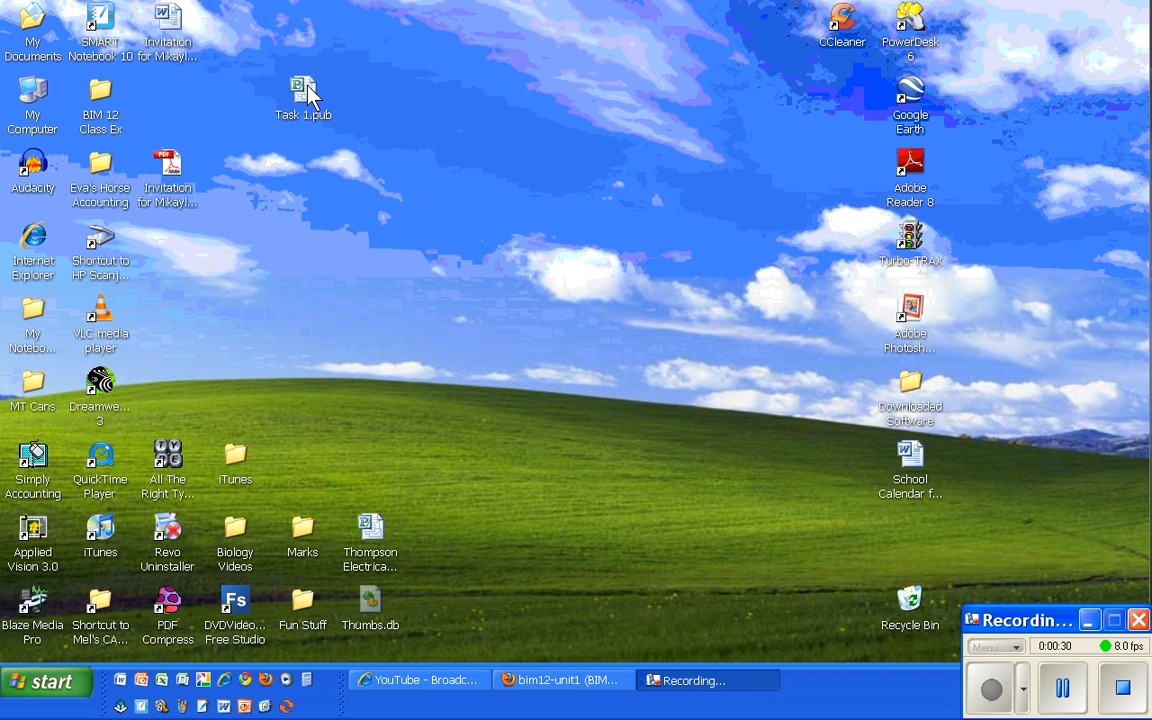 My
Documents
SMART
Notebook 10
Invitation
for Mikayl...
CCleaner
PowerDesk
6
My
Computer
BIM 12
Class Ex
Task 1.pub
Google
Earth
Audacity
Eva's Horse
Accounting
Invitation
for Mikayl...
Adobe
Reader 8
Internet
Explorer
Shortcut to
HP Scanj...
Turbo-TRAX
My
Notebo...
VLC media
player
Adobe
Photosh...
MT Cans
Dreamwe...
3
Downloaded
Software
Simply
Accounting
QuickTime
Player
All The
Right Ty...
iTunes
School
Calendar f...
Applied
Vision 3.0
iTunes
Revo
Uninstaller
Biology
Videos
Marks
Thompson
Electrica...
Blaze Media
Pro
Shortcut to
Mel's CA...
PDF
Compress
Fs
DVDVideo...
Free Studio
Fun Stuff
Thumbs.db
Recycle Bin
Recordin...
Menu
0:00:30
8.0 fps
start
YouTube - Broadc...
bim12-unit1 (BIM...
Recording...